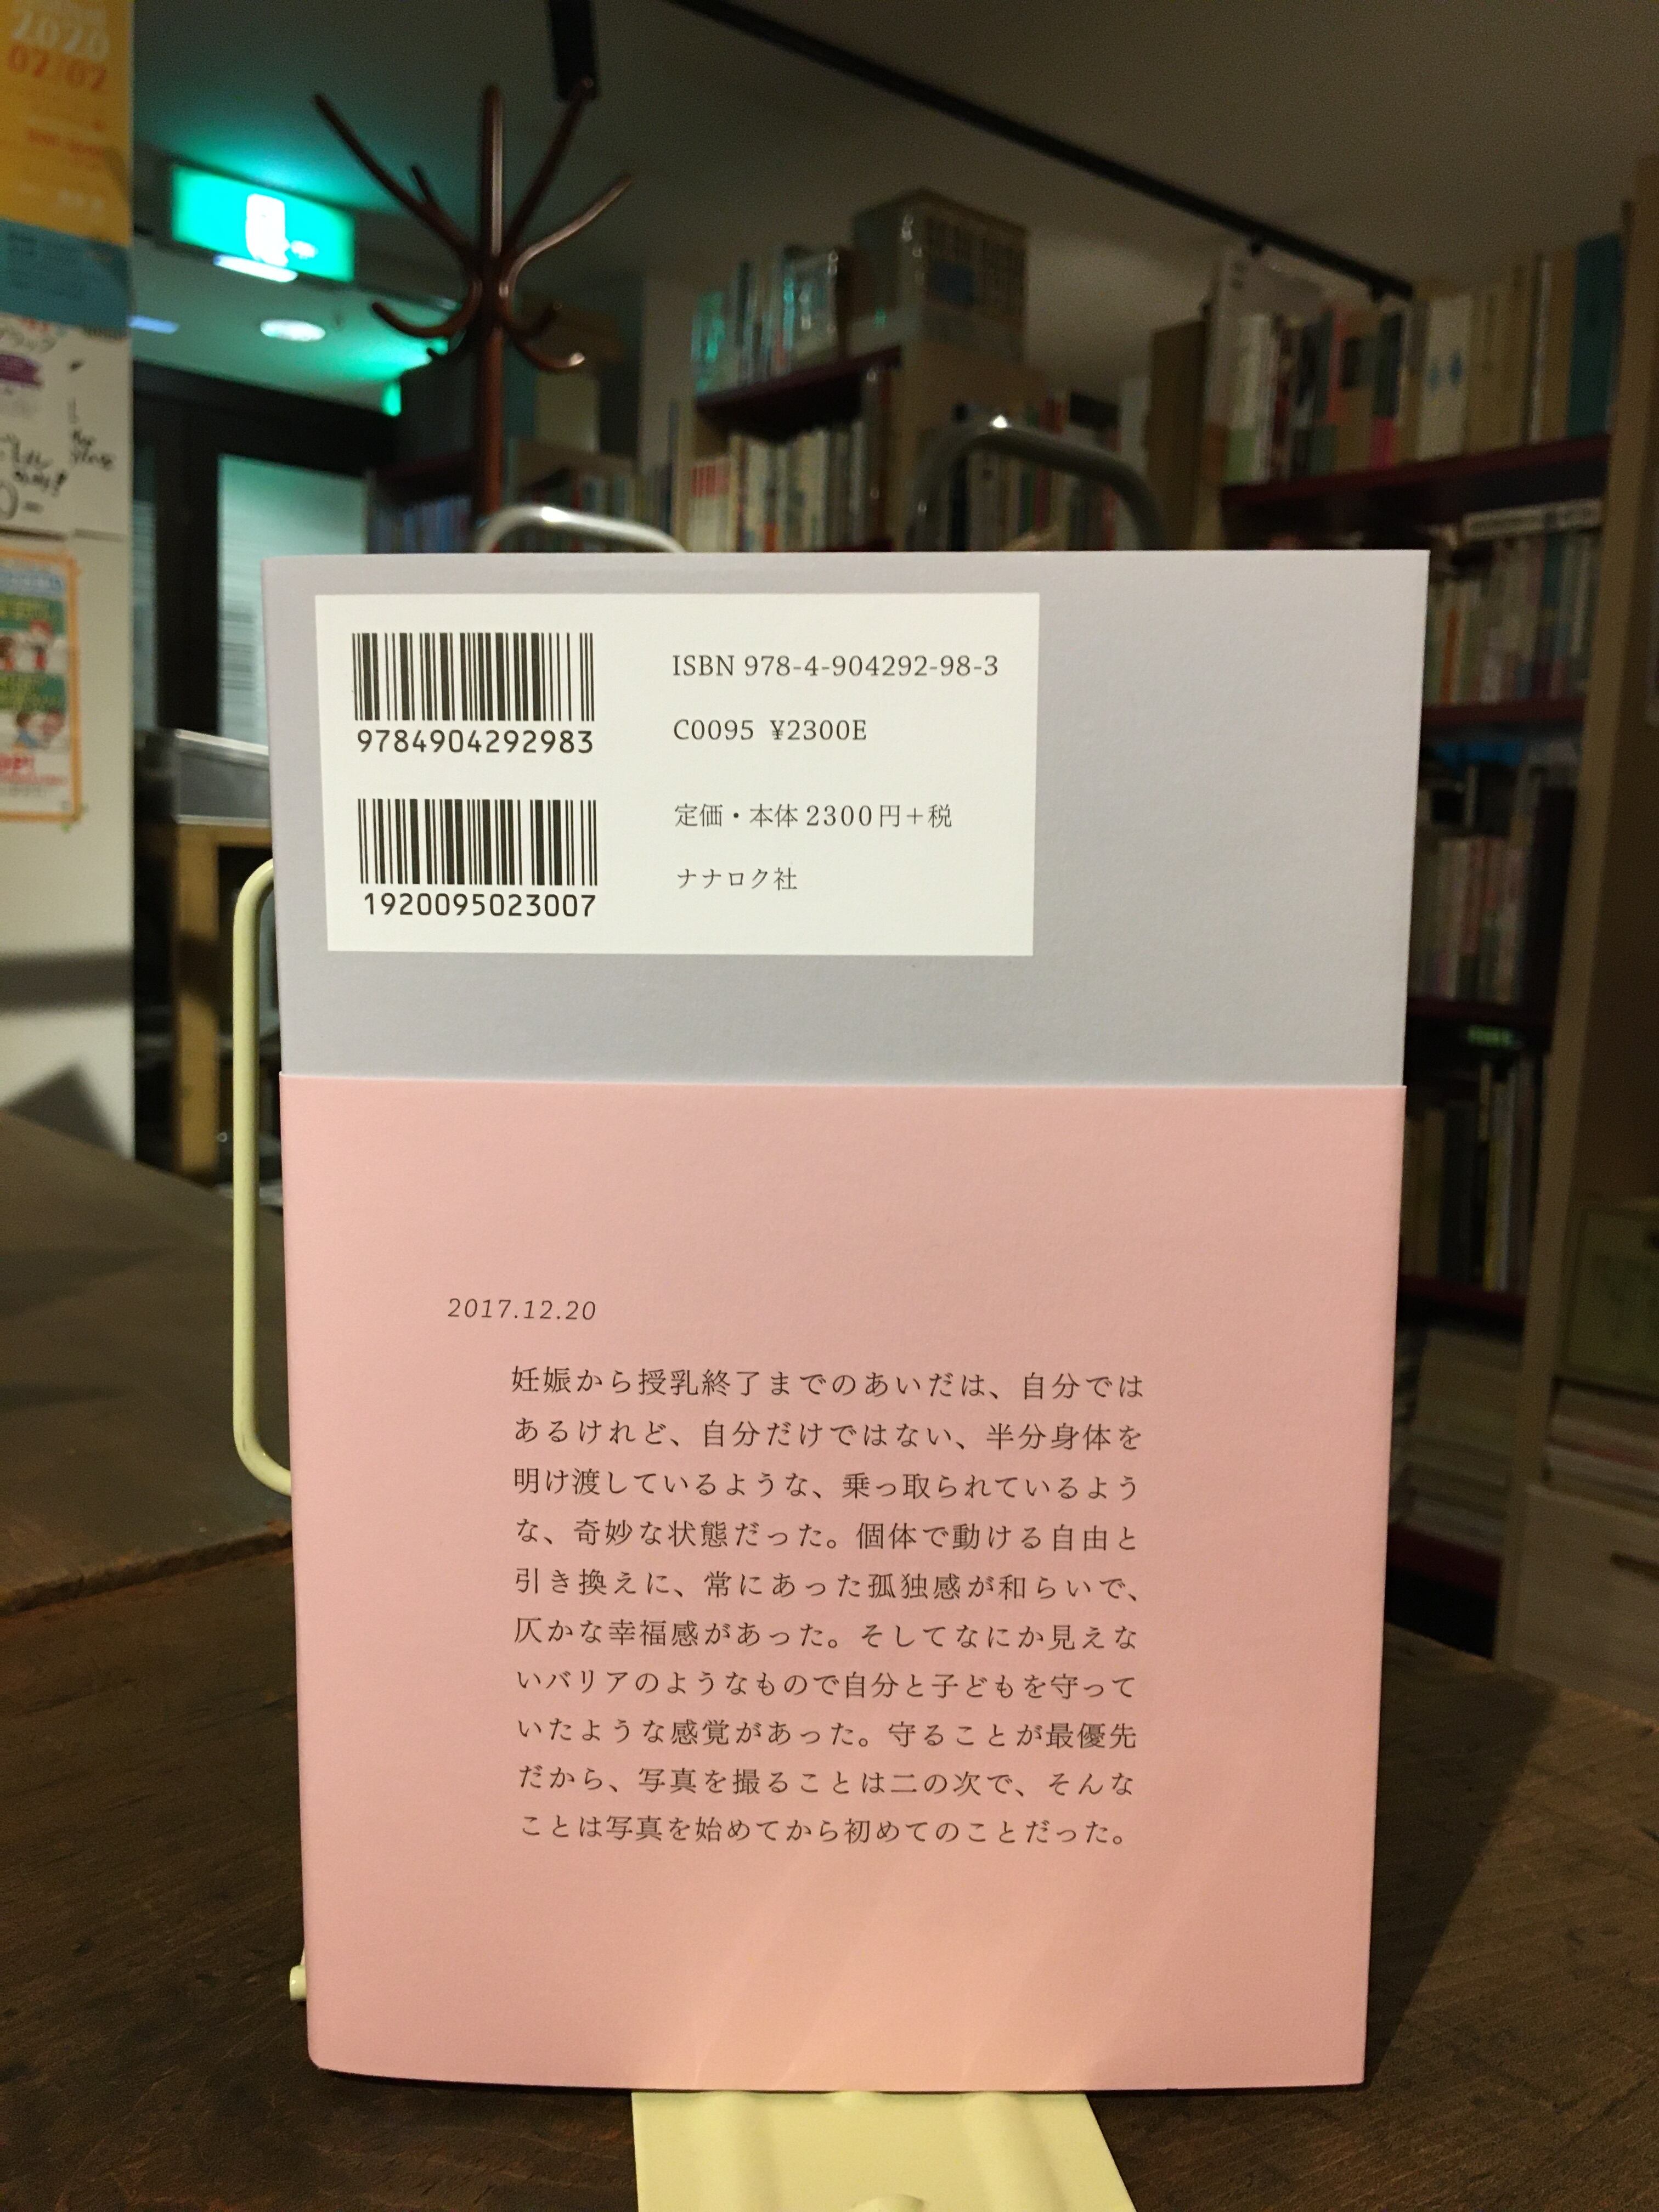 2020
02/02
9784904292983
ISBN 978-4-904292-98-3
C0095 ¥2300E
1920095023007
定価・本体2300円＋税
ナナロク社
2017.12.20
妊娠から授乳終了までのあいだは、自分では
あるけれど、自分だけではない、半分身体を
明け渡しているような、乗っ取られているよう
な、奇妙な状態だった。個体で動ける自由と
引き換えに、常にあった孤独感が和らいで、
仄かな幸福感があった。そしてなにか見えな
いバリアのようなもので自分と子どもを守って
いたような感覚があった。守ることが最優先
だから、写真を撮ることは二の次で、そんな
ことは写真を始めてから初めてのことだった。